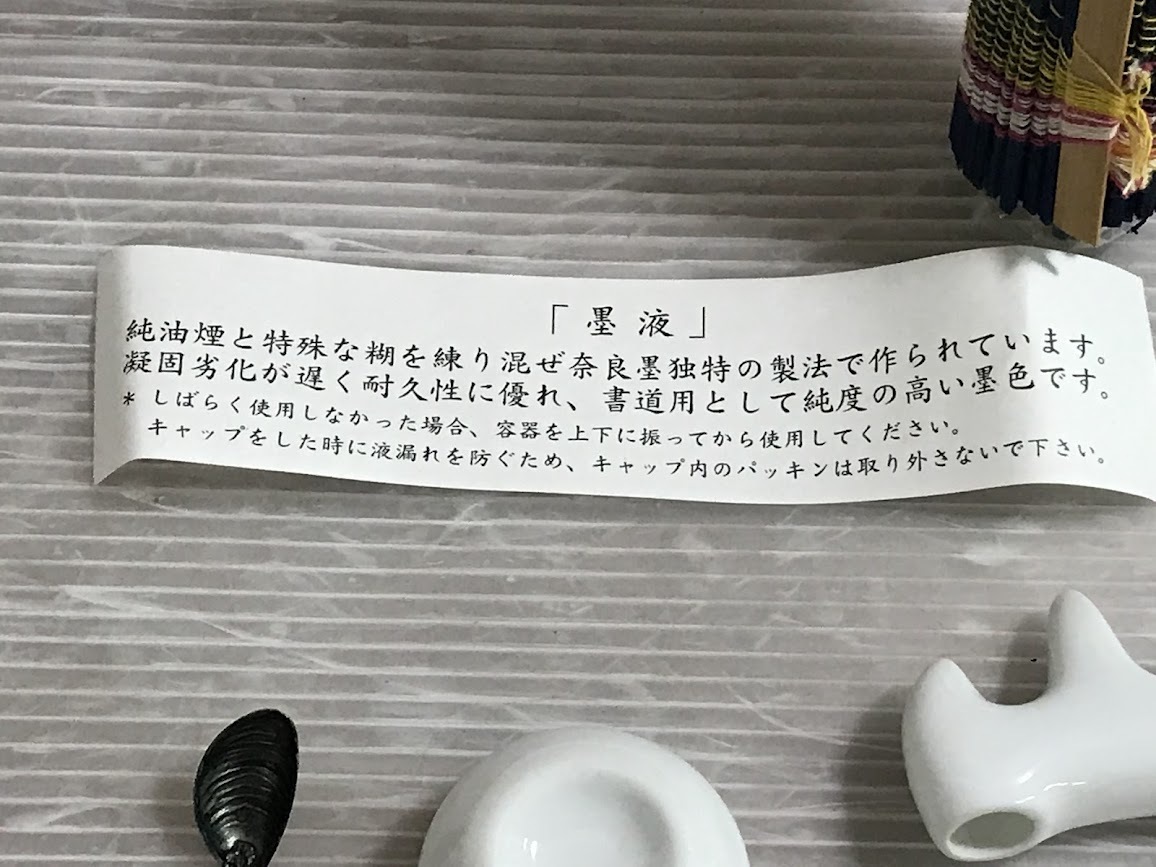 「墨液」
純油煙と特殊な糊を練り混ぜ奈良墨独特の製法で作られています。
凝固劣化が遅く耐久性に優れ、書道用として純度の高い墨色です。
* しばらく使用しなかった場合、容器を上下に振ってから使用してください。
キャップをした時に液漏れを防ぐため、キャップ内のパッキンは取り外さないで下さい。